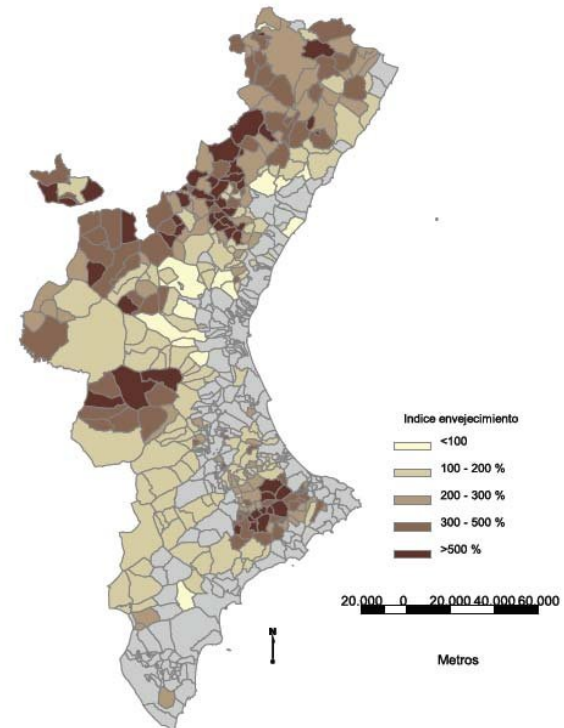 Indice envejecimiento
<100
100 - 200 %
200 - 300 %
300 - 500 %
>500 %
20.000 0 20.000 40.000 60.000
N
Metros